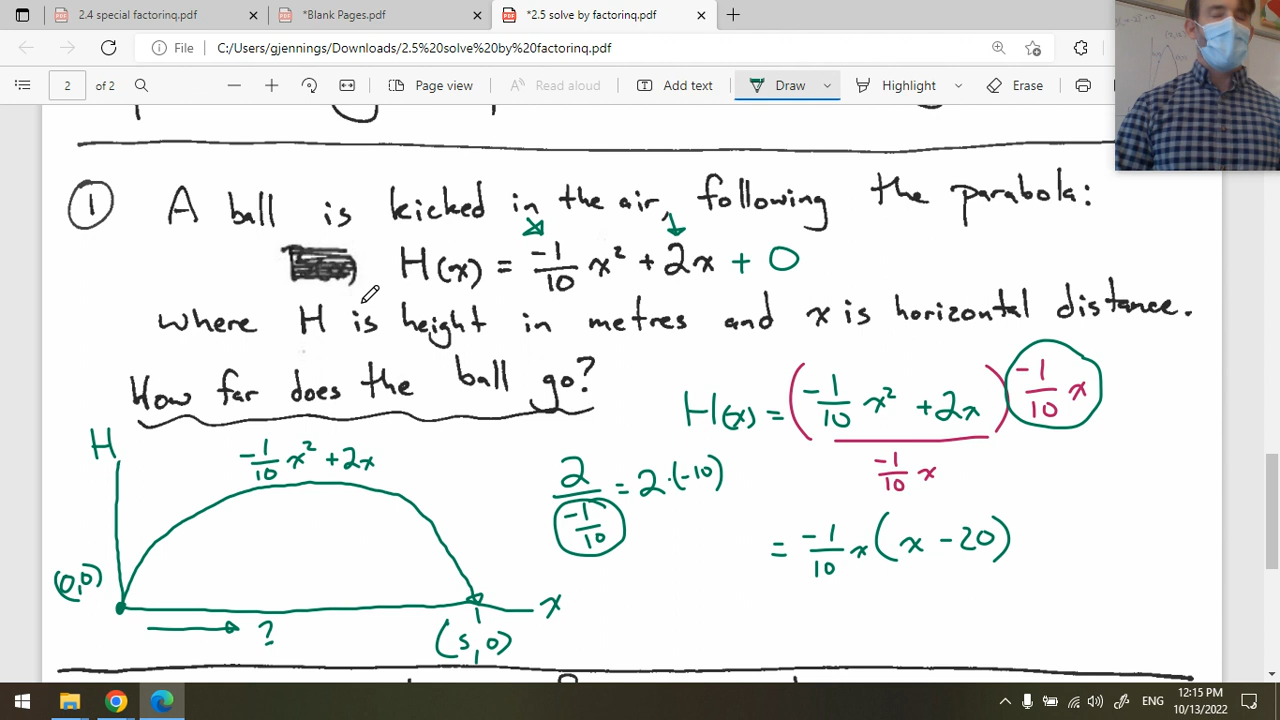 2.4 special factoring.pdf
*Blank Pages.pdf
*2.5 solve by factorinq.pdf
File
C:/Users/gjennings/Downloads/2.5%20solve%20by%20factorinq.pdf
2 of 2
Page view
Read aloud
Add text
Draw
Highlight
Erase
① A ball is kicked in the air, following the parabola:
H(x) = -1/10 x² + 2x + 0
where H is height in metres and x is horizontal distance.
How far does the ball go?
H(x) = (-1/10 x² + 2x) -1/10 x
-1/10 x
H
-1/10 x² + 2x
2 / (-1/10) = 2·(-10)
= -1/10 x (x - 20)
(0,0)
x
?
(s, 0)
ENG
12:15 PM
10/13/2022